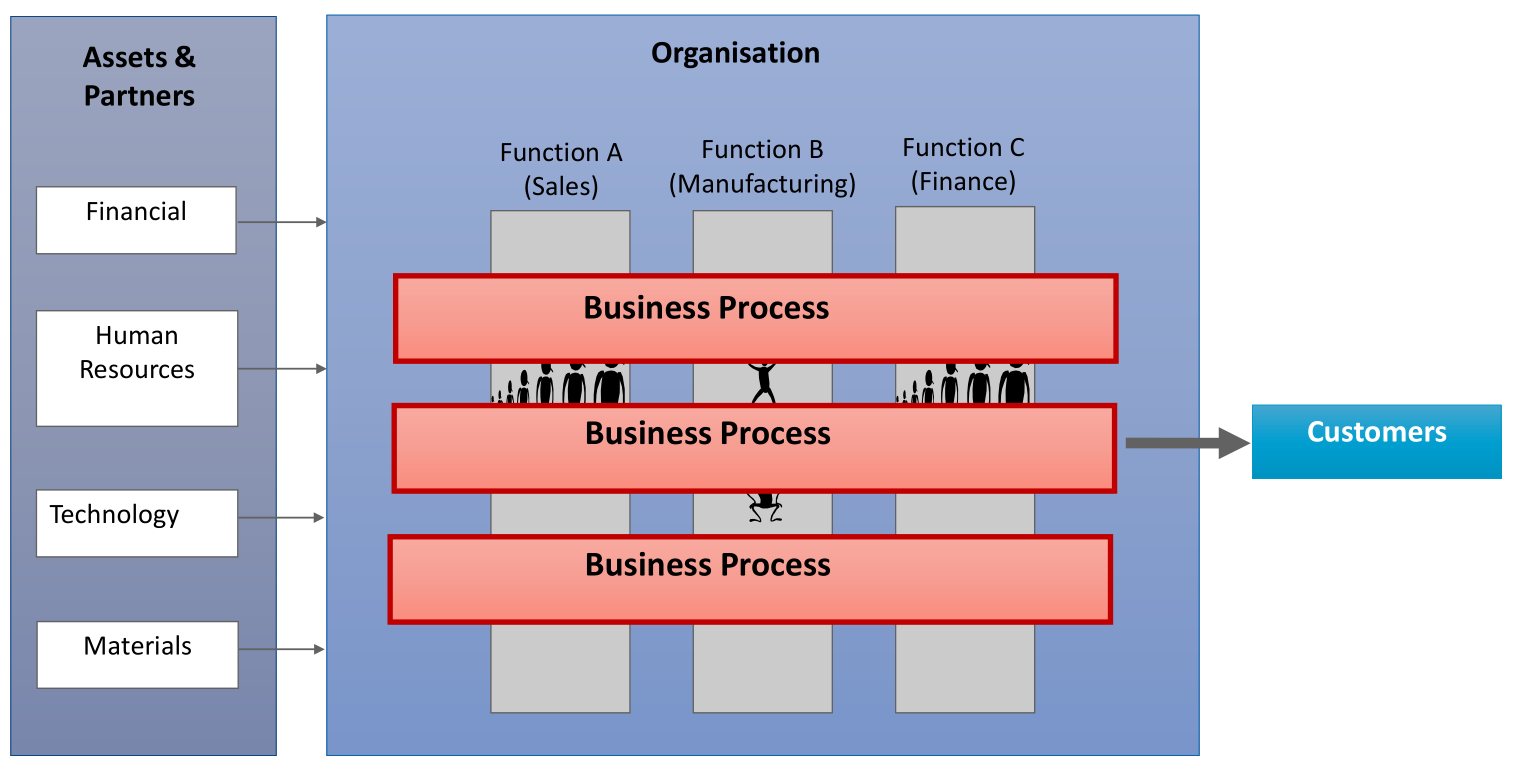 Assets &
Partners
Financial
Human
Resources
Technology
Materials
Organisation
Function A
(Sales)
Function B
(Manufacturing)
Function C
(Finance)
Business Process
Business Process
Business Process
Customers